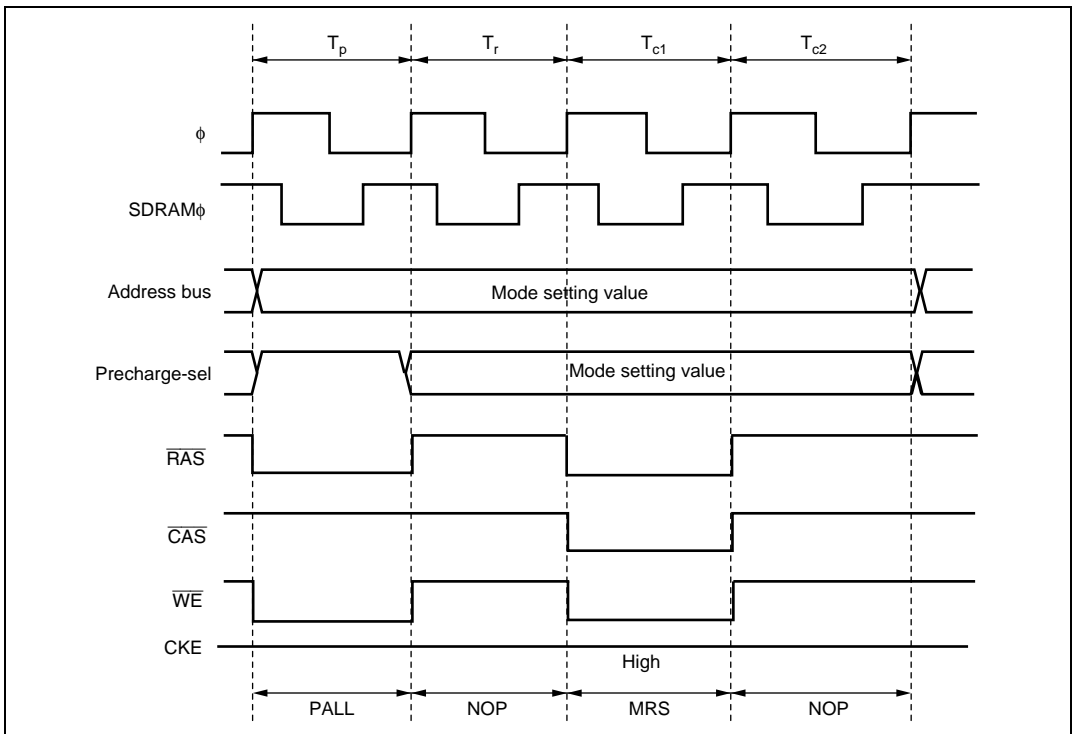 Tp Tr Tc1 Tc2
ϕ
SDRAMϕ
Address bus Mode setting value
Precharge-sel Mode setting value
RAS
CAS
WE
CKE
High
PALL NOP MRS NOP